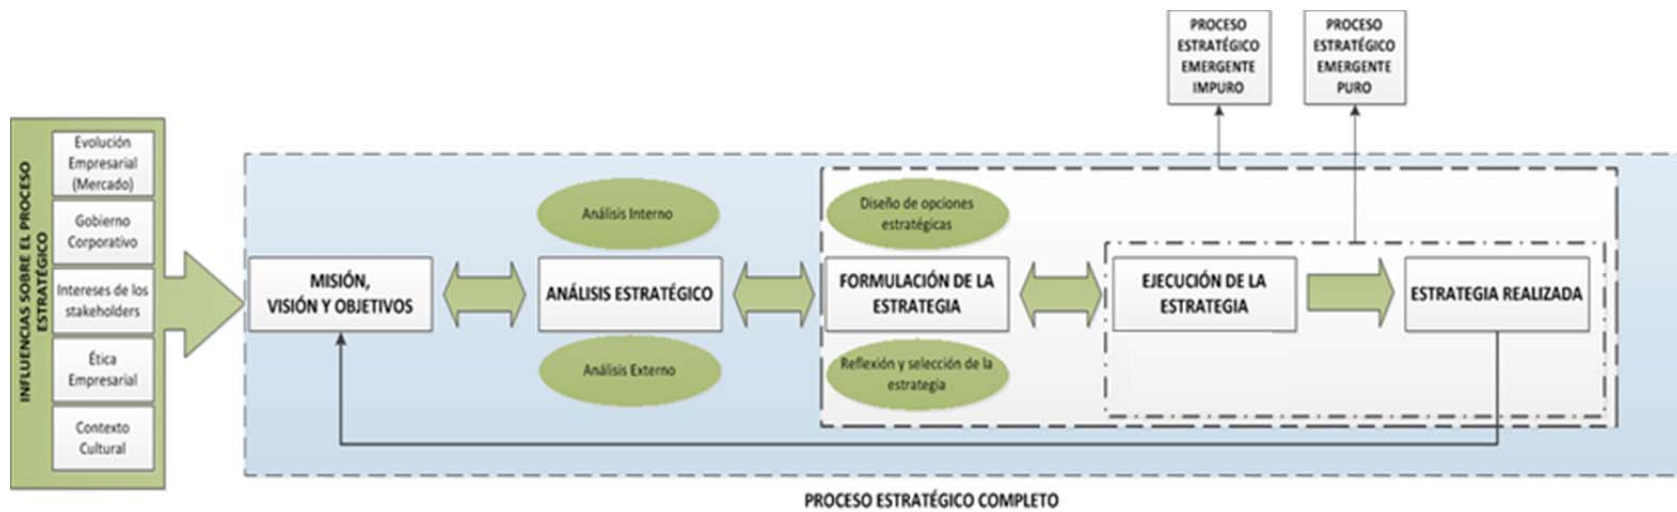 PROCESO
ESTRATÉGICO
EMERGENTE
IMPURO
PROCESO
ESTRATÉGICO
EMERGENTE
PURO
INFLUENCIAS SOBRE EL PROCESO
ESTRATÉGICO
Evolución
Empresarial
(Mercado)
Gobierno
Corporativo
Intereses de los
stakeholders
Ética
Empresarial
Contexto
Cultural
MISIÓN,
VISIÓN Y OBJETIVOS
Análisis Interno
ANÁLISIS ESTRATÉGICO
Análisis Externo
Diseño de opciones
estratégicas
FORMULACIÓN DE LA
ESTRATEGIA
Reflexión y selección de la
estrategia
EJECUCIÓN DE LA
ESTRATEGIA
ESTRATEGIA REALIZADA
PROCESO ESTRATÉGICO COMPLETO